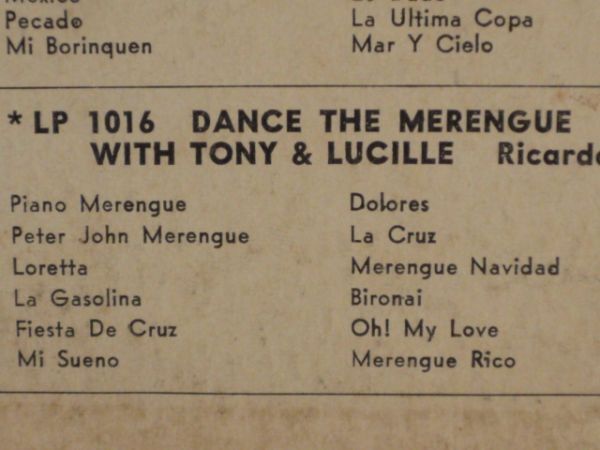 Pecado
Mi Borinquen
La Ultima Copa
Mar Y Cielo
* LP 1016 DANCE THE MERENGUE
WITH TONY & LUCILLE
Piano Merengue
Peter John Merengue
Loretta
La Gasolina
Fiesta De Cruz
Mi Sueno
Dolores
La Cruz
Merengue Navidad
Bironai
Oh! My Love
Merengue Rico